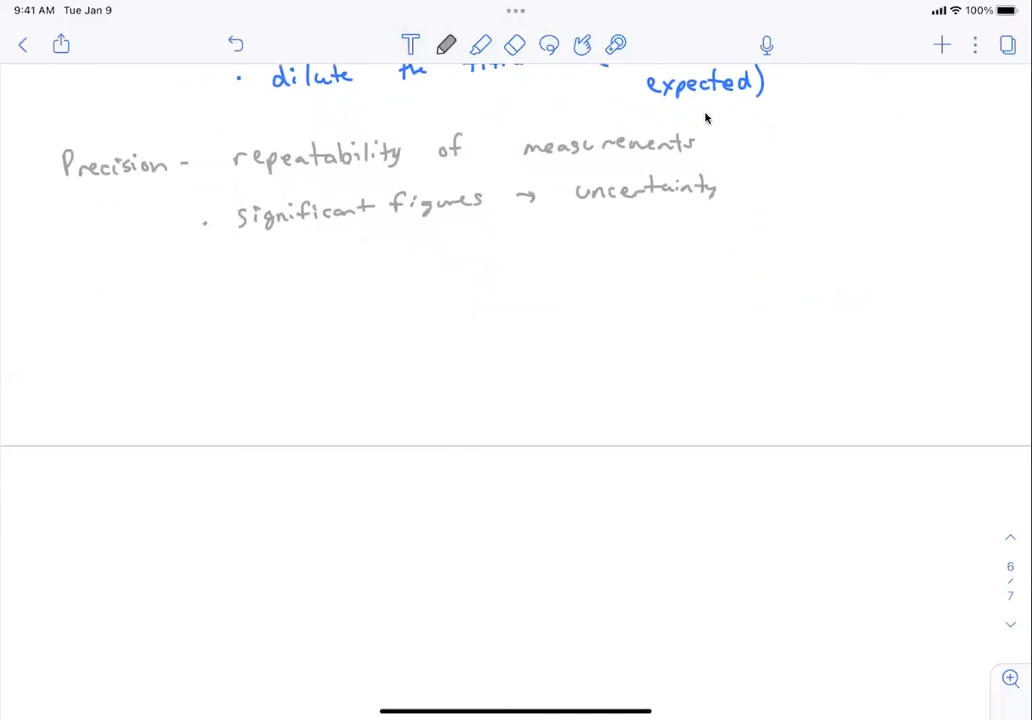 9:41 AM Tue Jan 9
100%
• dilute the
expected)
Precision - repeatability of measurements
• significant figures → uncertainty
6
/
7